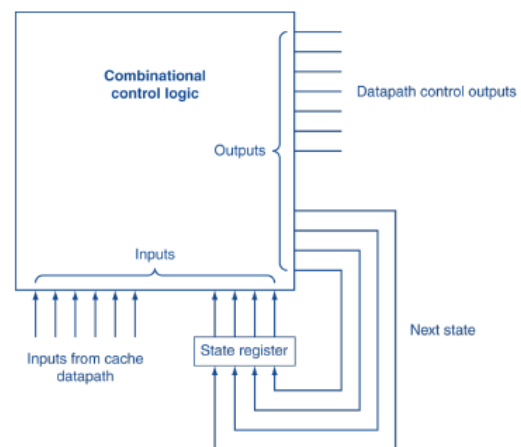 Combinational
control logic
Datapath control outputs
Outputs
Inputs
Next state
State register
Inputs from cache
datapath